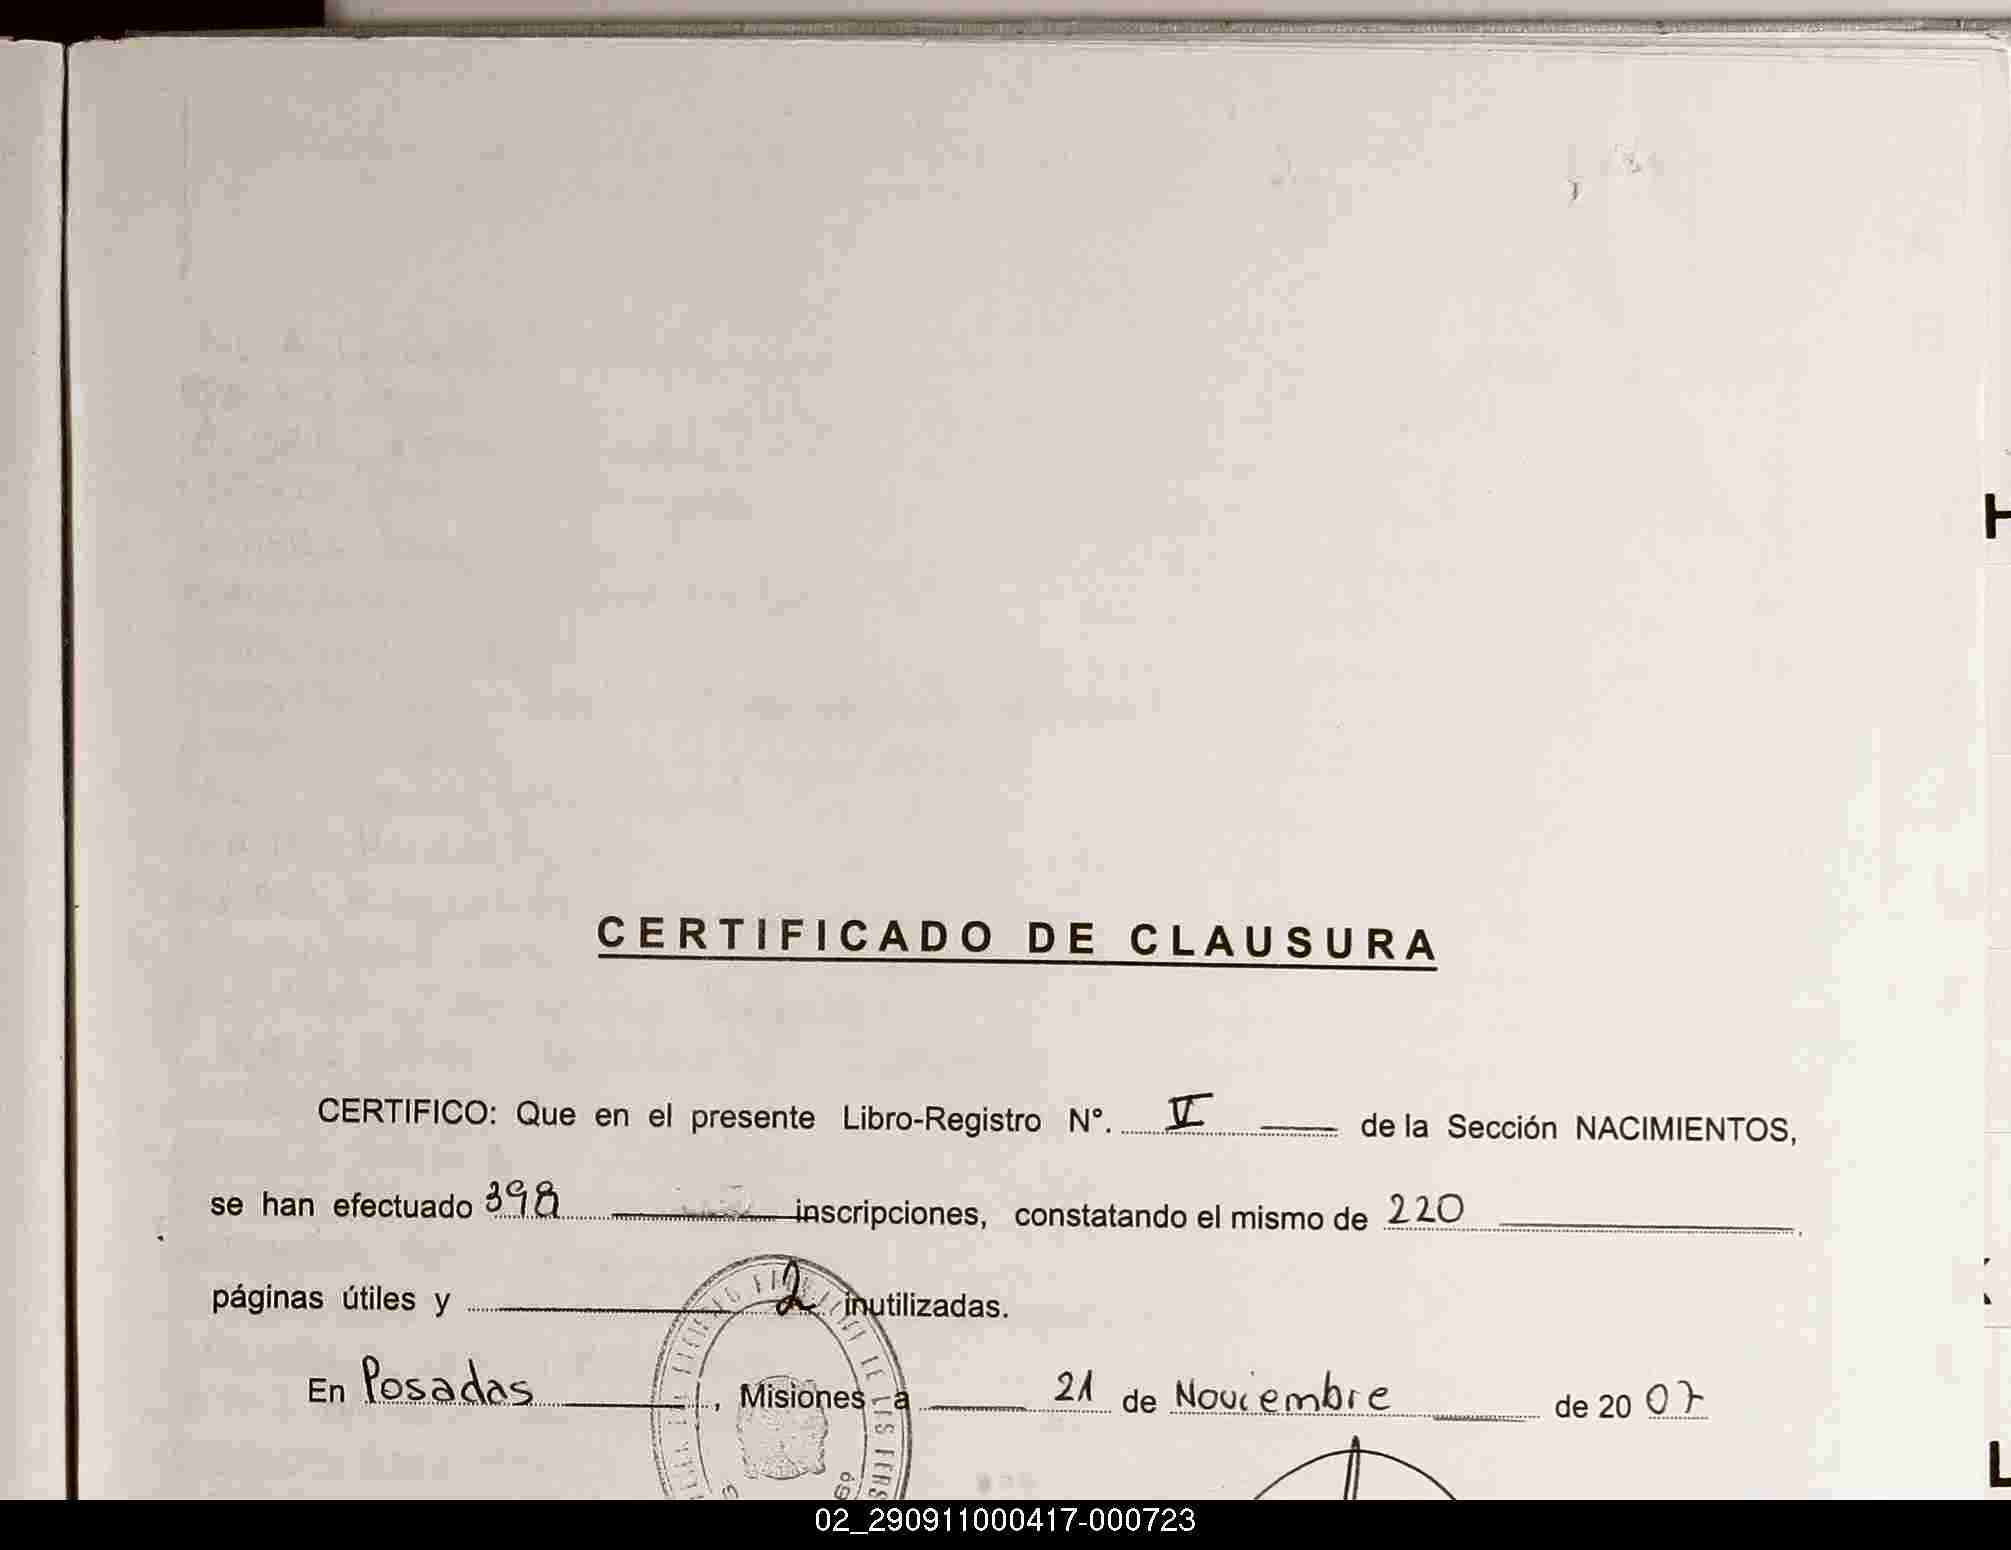 H
CERTIFICADO DE CLAUSURA
CERTIFICO: Que en el presente Libro-Registro Nº. V de la Sección NACIMIENTOS,
se han efectuado 398 inscripciones, constatando el mismo de 220
páginas útiles y 2 inutilizadas.
En Posadas, Misiones a 21 de Noviembre de 2007
L
02_290911000417-000723